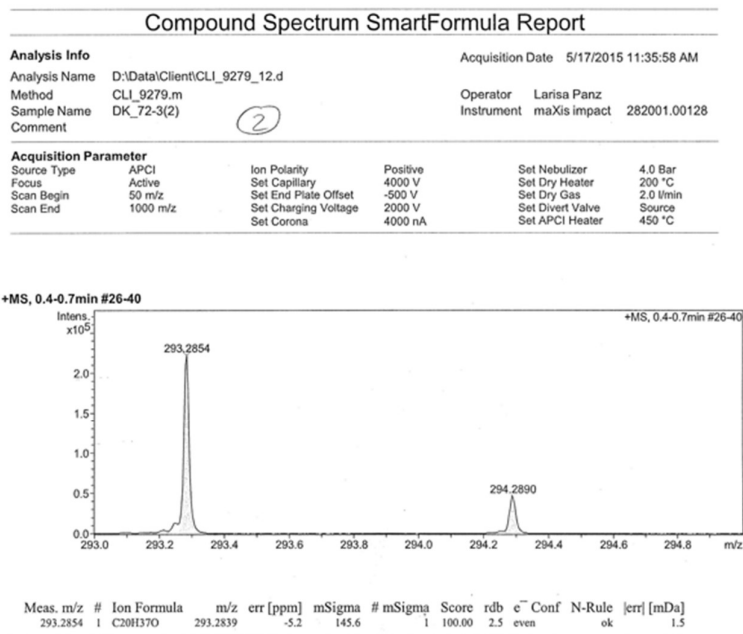 Compound Spectrum SmartFormula Report
Analysis Info
Acquisition Date 5/17/2015 11:35:58 AM
Analysis Name D:\Data\Client\CLI_9279_12.d
Method CLI_9279.m Operator Larisa Panz
Sample Name DK_72-3(2) Instrument maXis impact 282001.00128
Comment
2
Acquisition Parameter
Source Type APCI Ion Polarity Positive Set Nebulizer 4.0 Bar
Focus Active Set Capillary 4000 V Set Dry Heater 200 °C
Scan Begin 50 m/z Set End Plate Offset -500 V Set Dry Gas 2.0 l/min
Scan End 1000 m/z Set Charging Voltage 2000 V Set Divert Valve Source
Set Corona 4000 nA Set APCI Heater 450 °C
+MS, 0.4-0.7min #26-40
Intens.
x10⁵
+MS, 0.4-0.7min #26-40
293.2854
2.0
1.5
1.0
294.2890
0.5
0.0
293.0 293.2 293.4 293.6 293.8 294.0 294.2 294.4 294.6 294.8 m/z
Meas. m/z # Ion Formula m/z err [ppm] mSigma # mSigma Score rdb e⁻ Conf N-Rule |err| [mDa]
293.2854 1 C20H37O 293.2839 -5.2 145.6 1 100.00 2.5 even ok 1.5